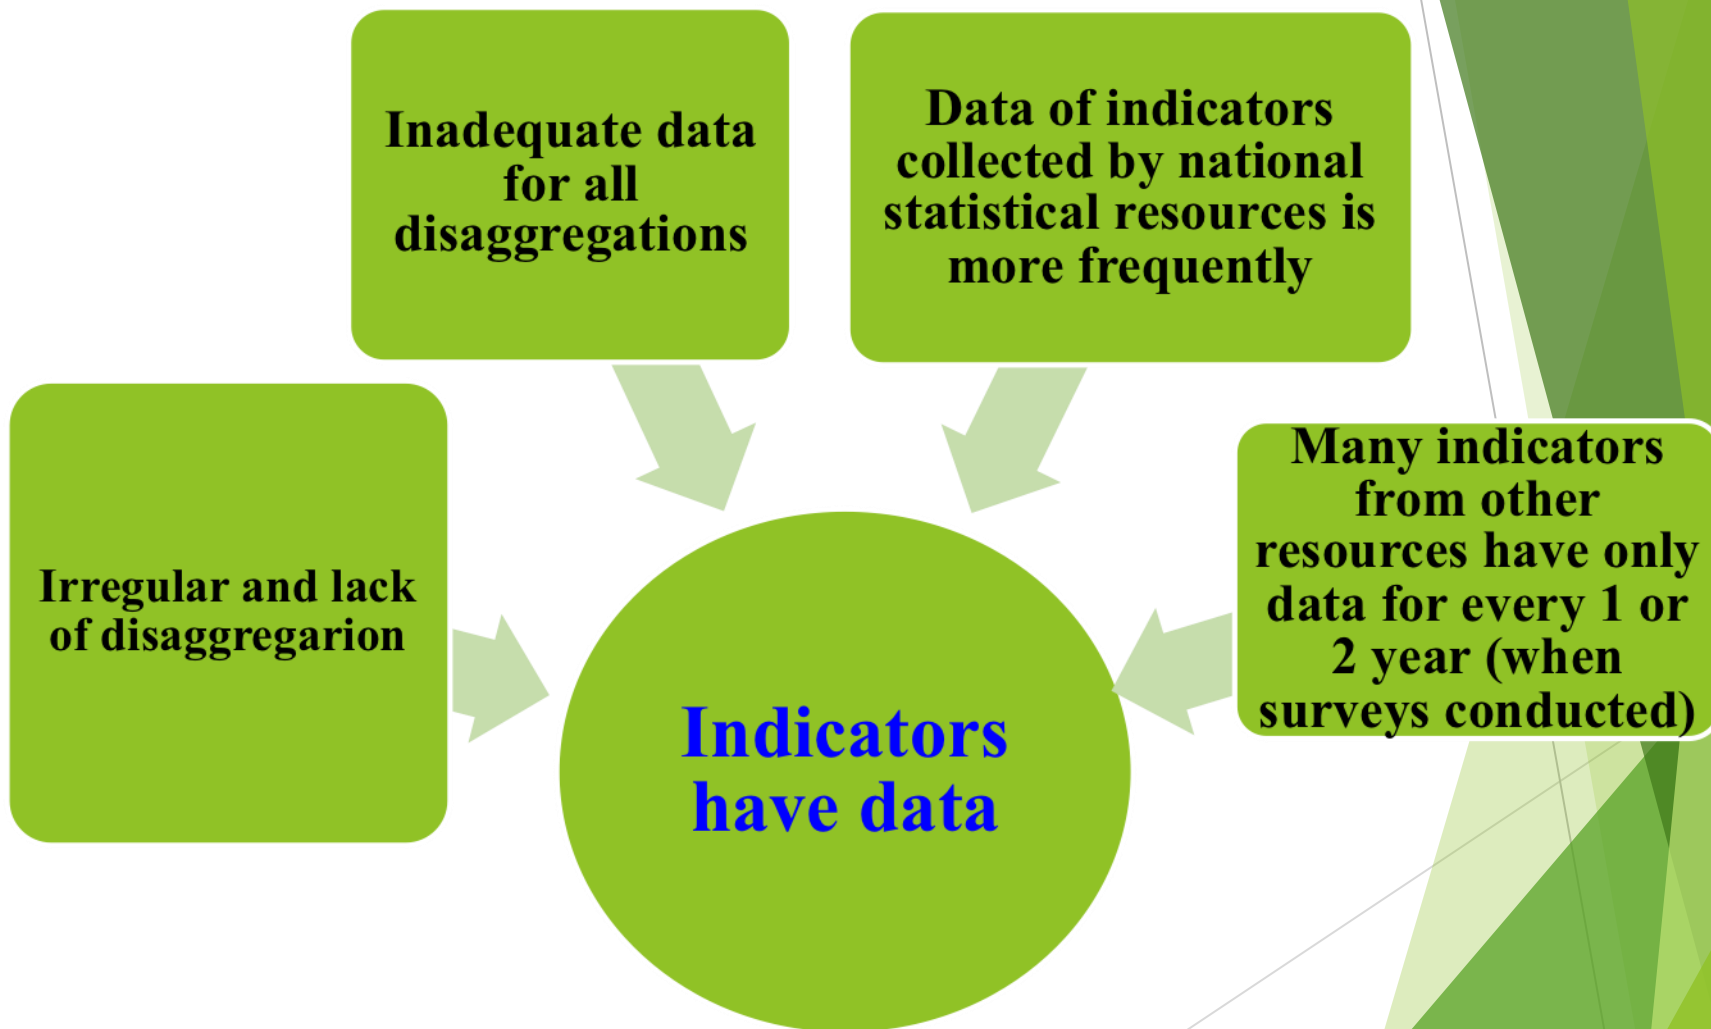 Inadequate data
for all
disaggregations
Data of indicators
collected by national
statistical resources is
more frequently
Irregular and lack
of disaggregarion
Many indicators
from other
resources have only
data for every 1 or
2 year (when
surveys conducted)
Indicators
have data